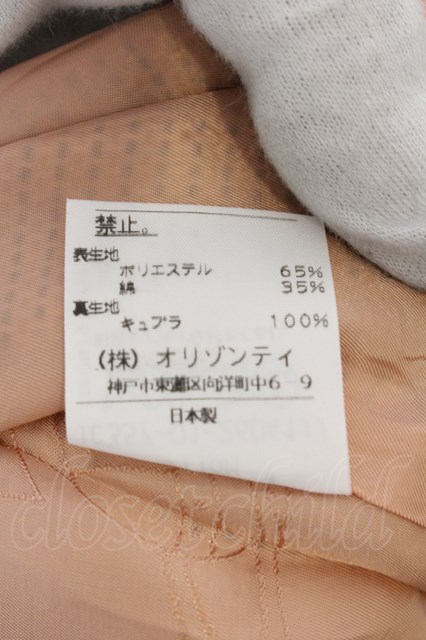 禁止。
表生地
ポリエステル 65%
綿 35%
裏生地
キュプラ 100%
(株) オリゾンティ
神戸市東灘区向洋町中6-9
日本製
closet child